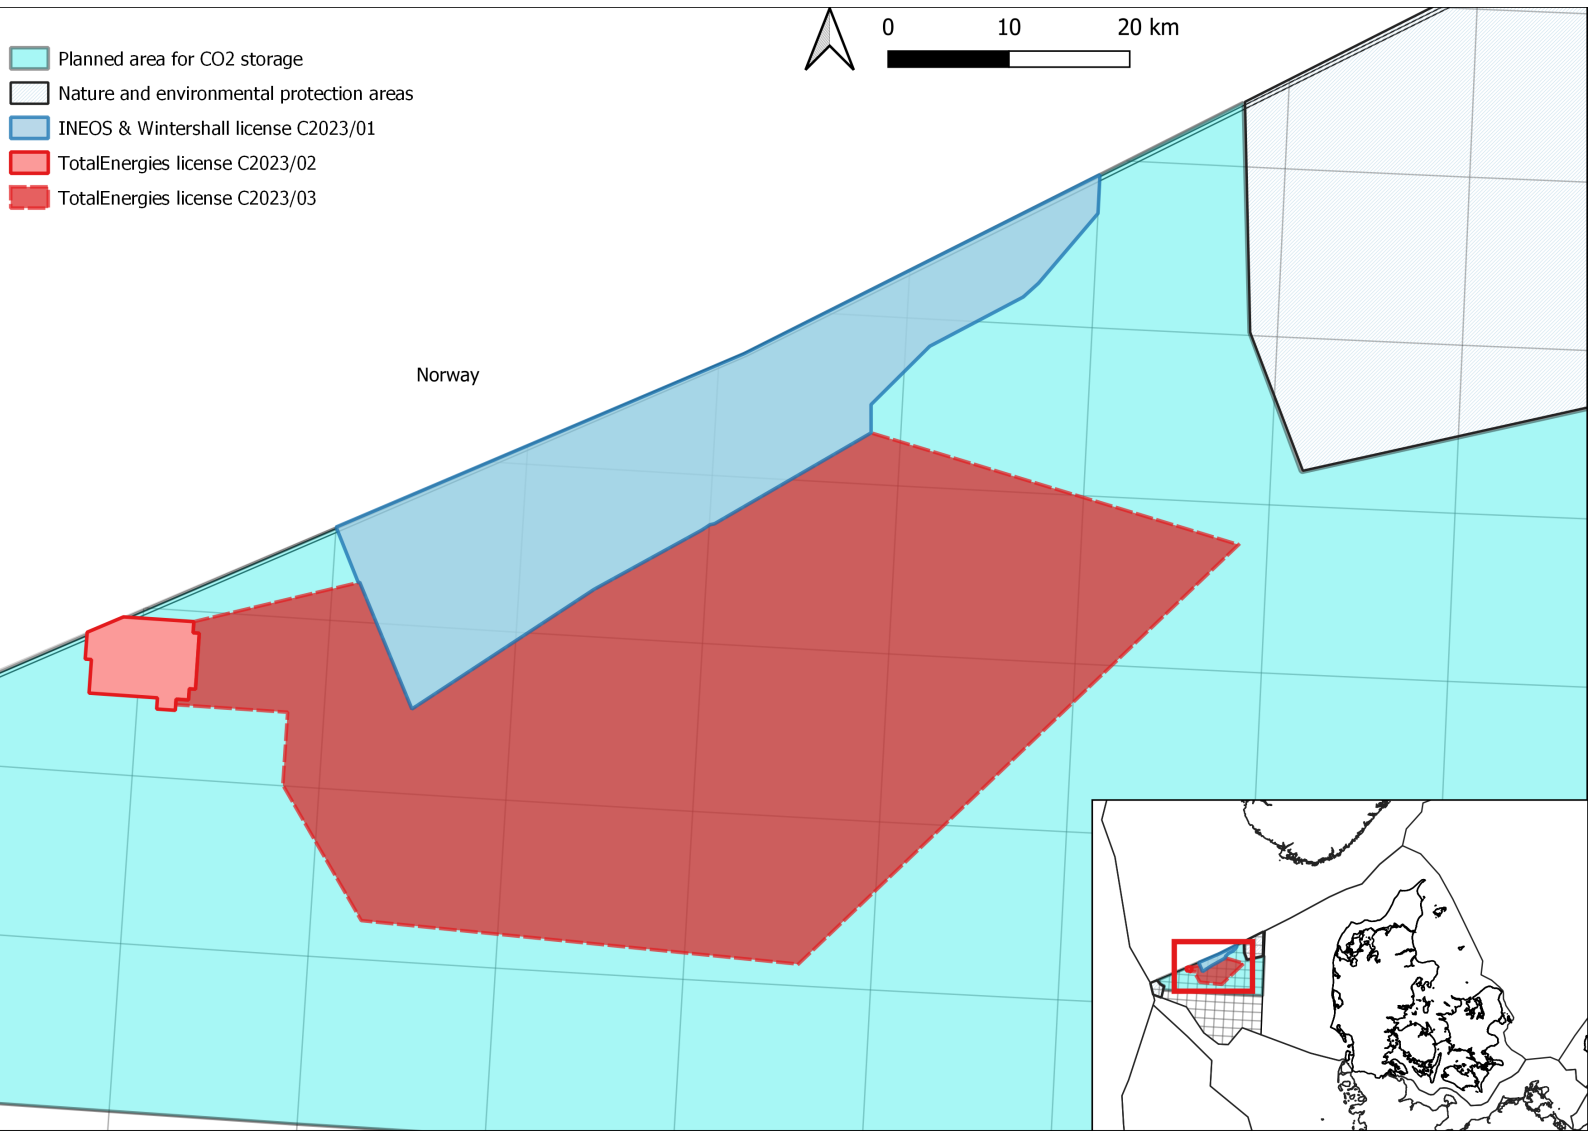 0 10 20 km
Planned area for CO2 storage
Nature and environmental protection areas
INEOS & Wintershall license C2023/01
TotalEnergies license C2023/02
TotalEnergies license C2023/03
Norway